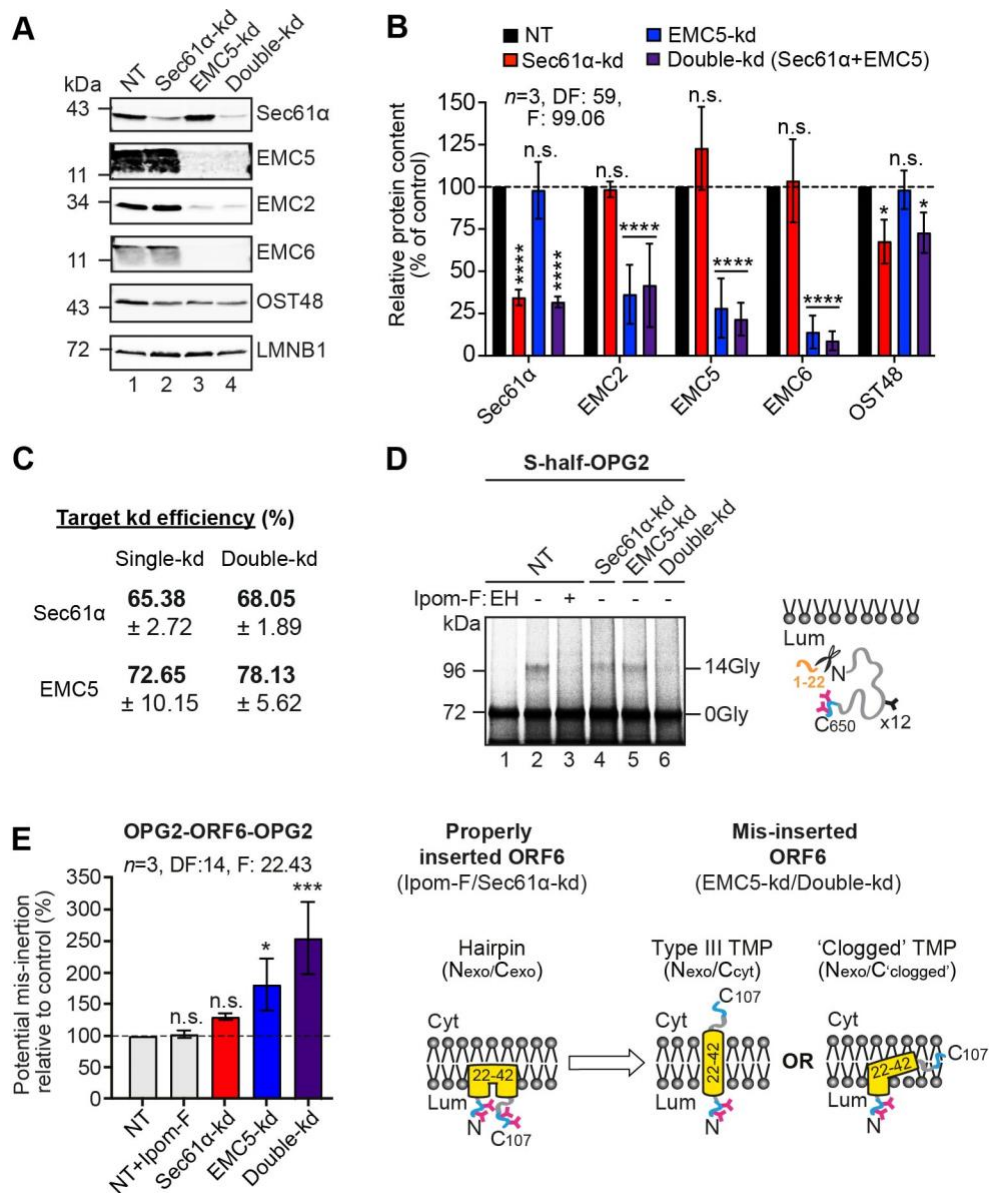 A
kDa
NT
Sec61α-kd
EMC5-kd
Double-kd
43
Sec61α
EMC5
11
34
EMC2
EMC6
11
OST48
43
72
LMNB1
1 2 3 4
B
NT
EMC5-kd
Sec61α-kd
Double-kd (Sec61α+EMC5)
Relative protein content
(% of control)
150
125
100
75
50
25
0
n=3, DF: 59,
F: 99.06
**** n.s. ****
n.s. ****
n.s. ****
n.s. ****
* n.s. *
Sec61α
EMC2
EMC5
EMC6
OST48
C
Target kd efficiency (%)
Single-kd Double-kd
Sec61α 65.38 68.05
± 2.72 ± 1.89
EMC5 72.65 78.13
± 10.15 ± 5.62
D
S-half-OPG2
NT
Sec61α-kd
EMC5-kd
Double-kd
Ipom-F: EH - + - - -
kDa
96
14Gly
72
0Gly
1 2 3 4 5 6
Lum
N
1-22
C650
x12
E
OPG2-ORF6-OPG2
n=3, DF:14, F: 22.43
Potential mis-inertion
relative to control (%)
350
300
250
200
150
100
50
0
n.s.
n.s.
*
***
NT
NT+Ipom-F
Sec61α-kd
EMC5-kd
Double-kd
Properly
inserted ORF6
(Ipom-F/Sec61α-kd)
Hairpin
(Nexo/Cexo)
Cyt
22-42
Lum
N
C107
Mis-inserted
ORF6
(EMC5-kd/Double-kd)
Type III TMP
(Nexo/Ccyt)
C107
Cyt
22-42
Lum
N
OR
'Clogged' TMP
(Nexo/C'clogged')
Cyt
C107
22-42
Lum
N